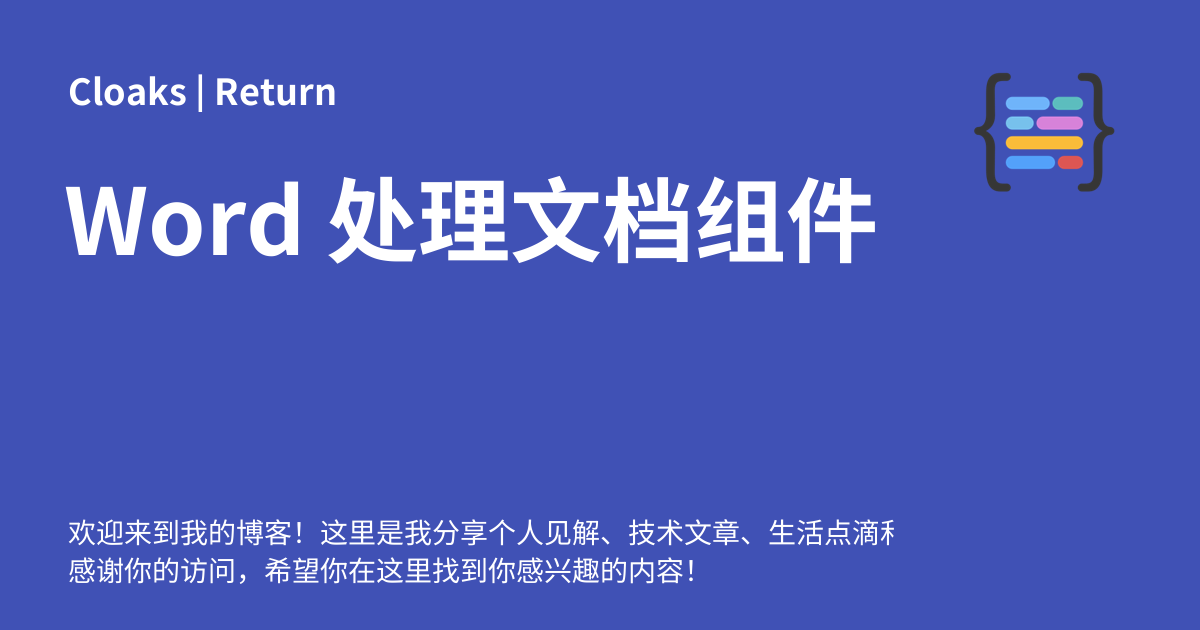 Cloaks | Return
Word 处理文档组件
欢迎来到我的博客！这里是我分享个人见解、技术文章、生活点滴
感谢你的访问，希望你在这里找到你感兴趣的内容！